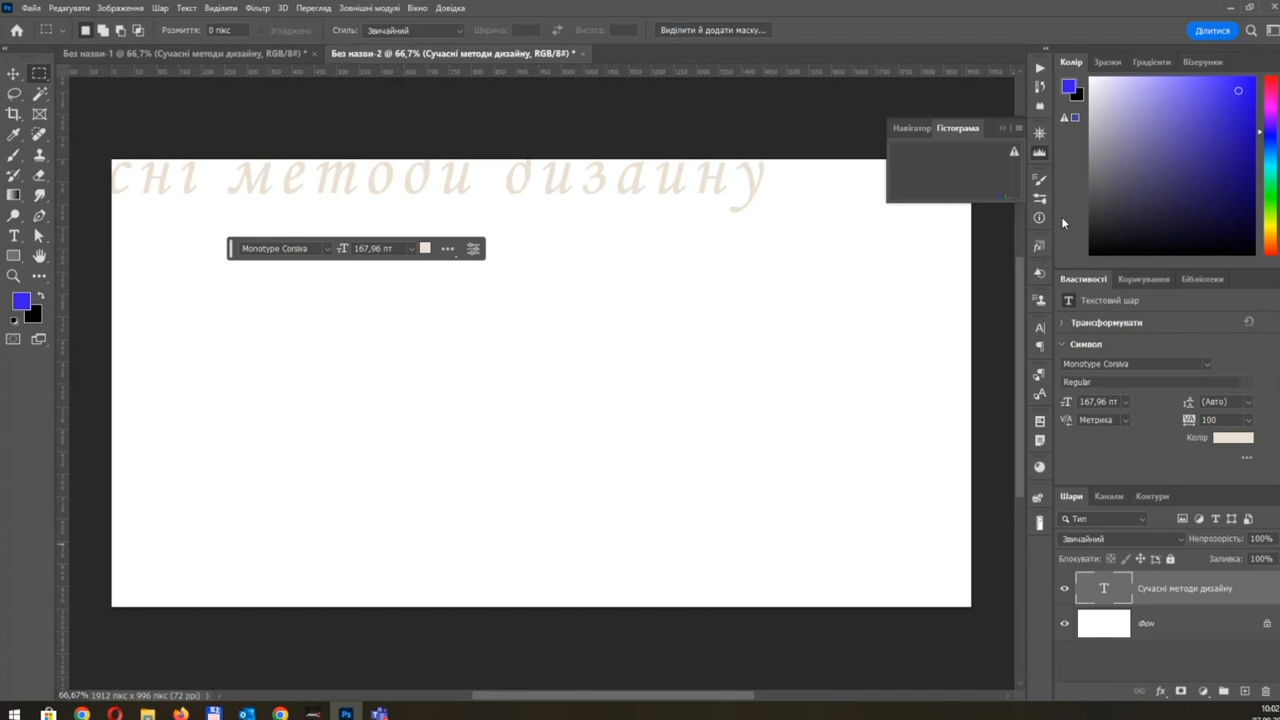 Файл Редагувати Зображення Шар Текст Виділити Фільтр 3D Перегляд Зовнішні модулі Вікно Довідка
Розмиття: 0 пікс Згладжено Стиль: Звичайний Ширина: Висота: Виділити й додати маску... Ділитися
Без назви-1 @ 66,7% (Сучасні методи дизайну, RGB/8#) * × Без назви-2 @ 66,7% (Сучасні методи дизайну, RGB/8#) * ×
Колір Зразки Градієнти Візерунки
Навігатор Гістограма
сні методи дизайну
Monotype Corsiva 167,96 пт
Властивості Коригування Бібліотеки
Текстовий шар
Трансформувати
Символ
Monotype Corsiva
Regular
167,96 пт (Авто)
Метрика 100
Колір
Шари Канали Контури
Тип
Звичайний Непрозорість: 100%
Блокувати: Заливка: 100%
Сучасні методи дизайну
Фон
66,67% 1912 пікс x 996 пікс (72 ppi)
10:02